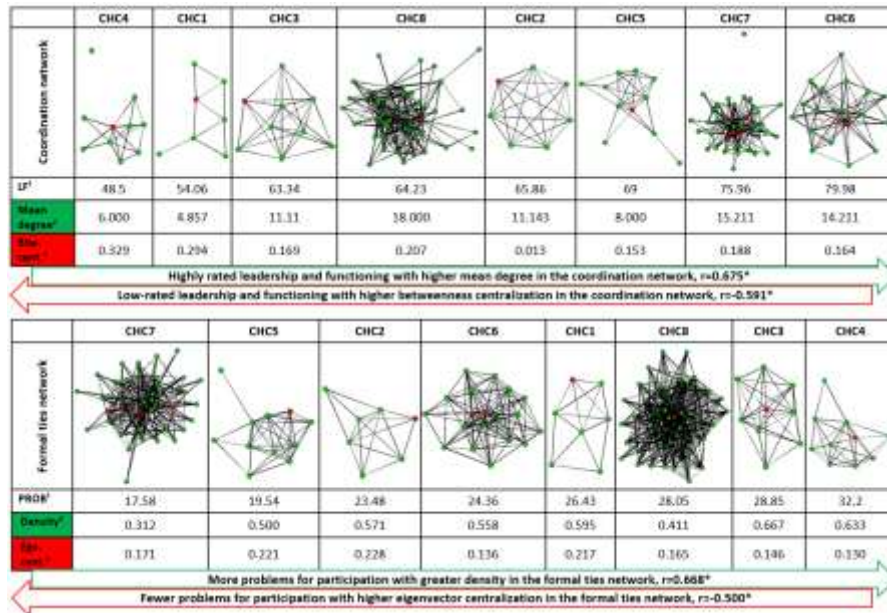 CHC4 CHC1 CHC3 CHC8 CHC2 CHC5 CHC7 CHC6
Coordination network
LF¹ 48.5 54.06 63.34 64.23 65.86 69 75.96 79.98
Mean degree² 6.000 4.857 11.11 18.000 11.143 8.000 15.211 14.211
cent. 0.329 0.294 0.169 0.207 0.013 0.153 0.188 0.164
Highly rated leadership and functioning with higher mean degree in the coordination network, r=0.675*
Low-rated leadership and functioning with higher betweenness centralization in the coordination network, r=-0.591*
CHC7 CHC5 CHC2 CHC6 CHC1 CHC8 CHC3 CHC4
Formal ties network
PROB¹ 17.58 19.54 23.48 24.36 26.43 28.05 28.85 32,2
Density² 0.312 0.500 0.571 0.558 0.595 0.411 0.667 0.633
cent. 0.171 0.221 0.228 0.136 0.217 0.165 0.146 0.130
More problems for participation with greater density in the formal ties network, r=0.668*
Fewer problems for participation with higher eigenvector centralization in the formal ties network, r=-0.500*